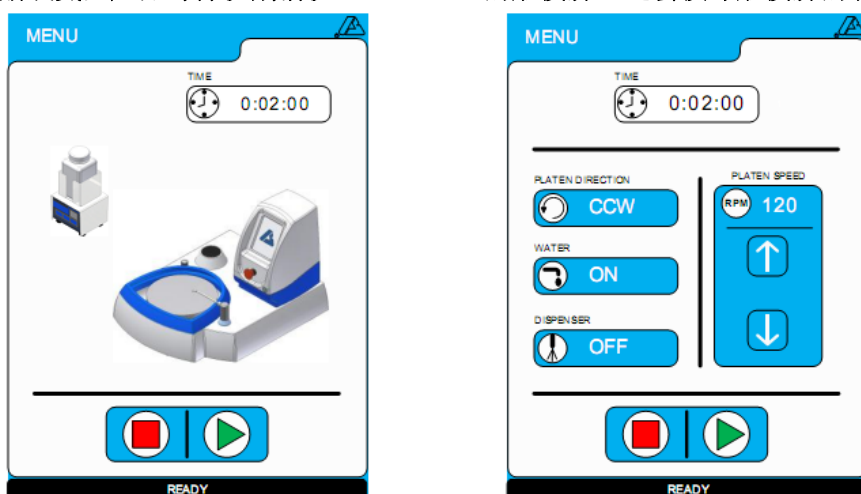 MENU
TIME
0:02:00
READY
MENU
TIME
0:02:00
PLATEN DIRECTION
CCW
WATER
ON
DISPENSER
OFF
PLATEN SPEED
RPM 120
READY